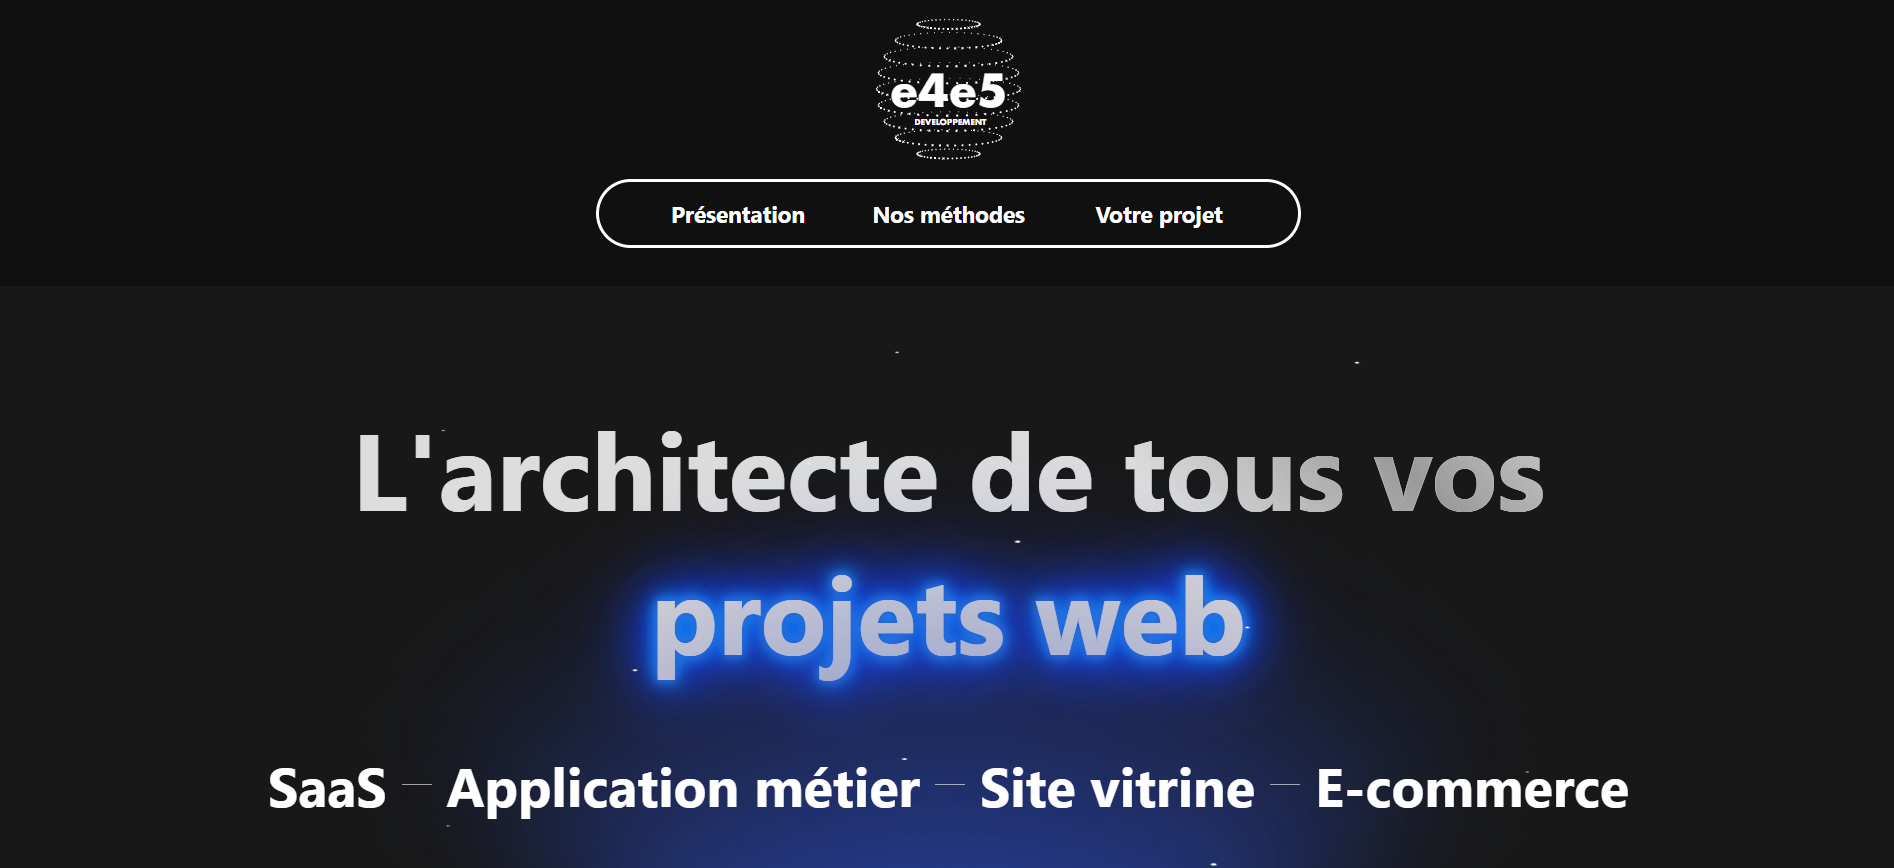 e4e5
DEVELOPPEMENT
Présentation Nos méthodes Votre projet
L'architecte de tous vos
projets web
SaaS — Application métier — Site vitrine — E-commerce